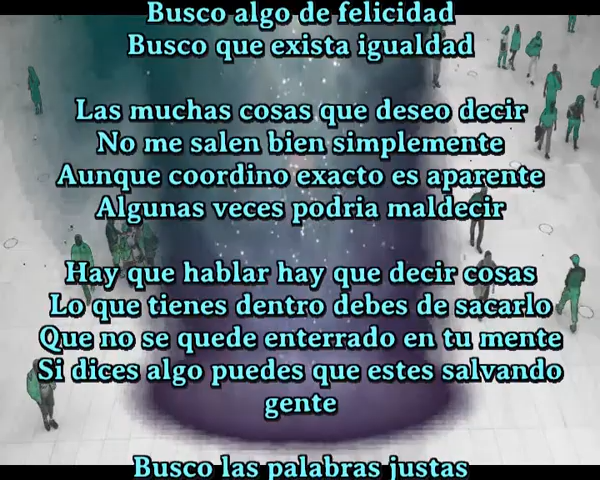 Busco algo de felicidad
Busco que exista igualdad
Las muchas cosas que deseo decir
No me salen bien simplemente
Aunque coordino exacto es aparente
Algunas veces podria maldecir
Hay que hablar hay que decir cosas
Lo que tienes dentro debes de sacarlo
Que no se quede enterrado en tu mente
Si dices algo puedes que estes salvando
gente
Busco las palabras justas